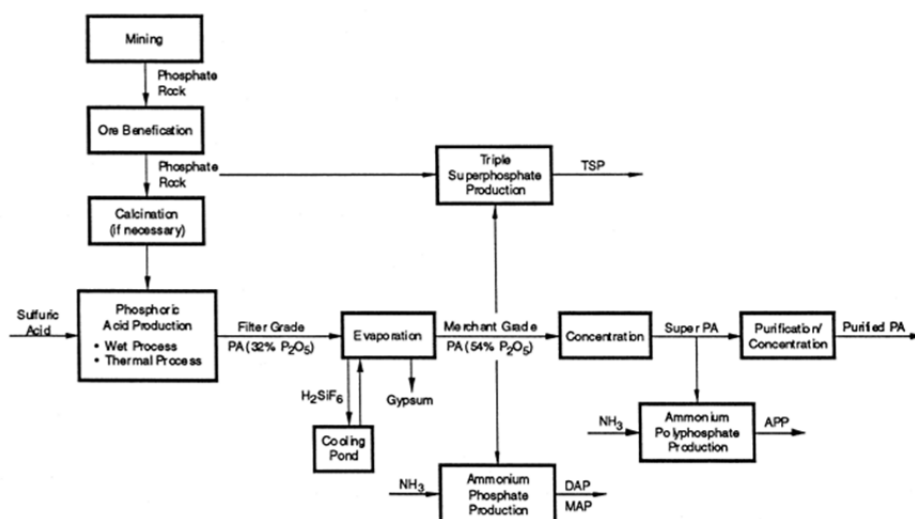 Mining
Phosphate
Rock
Ore Benefication
Phosphate
Rock
Triple
Superphosphate
Production
TSP
Calcination
(if necessary)
Sulfuric
Acid
Phosphoric
Acid Production
• Wet Process
• Thermal Process
Filter Grade
PA (32% P₂O₅)
Evaporation
Merchant Grade
PA (54% P₂O₅)
Concentration
Super PA
Purification/
Concentration
Purified PA
H₂SiF₆
Gypsum
Cooling
Pond
NH₃
Ammonium
Polyphosphate
Production
APP
NH₃
Ammonium
Phosphate
Production
DAP
MAP